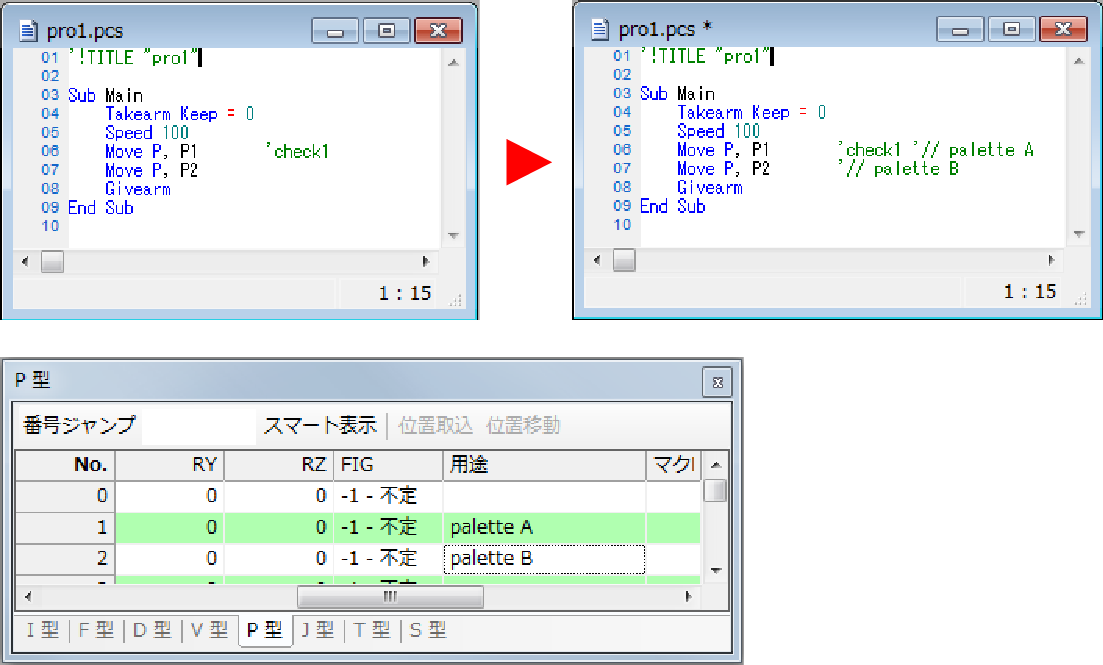 pro1.pcs
01 '!TITLE "pro1"
02
03 Sub Main
04 Takearm Keep = 0
05 Speed 100
06 Move P, P1 'check1
07 Move P, P2
08 Givearm
09 End Sub
10
1 : 15
pro1.pcs *
01 '!TITLE "pro1"
02
03 Sub Main
04 Takearm Keep = 0
05 Speed 100
06 Move P, P1 'check1 '// palette A
07 Move P, P2 '// palette B
08 Givearm
09 End Sub
10
1 : 15
P 型
番号ジャンプ スマート表示 位置取込 位置移動
No. RY RZ FIG 用途 マクI
0 0 0 -1 - 不定
1 0 0 -1 - 不定 palette A
2 0 0 -1 - 不定 palette B
I 型 F 型 D 型 V 型 P 型 J 型 T 型 S 型